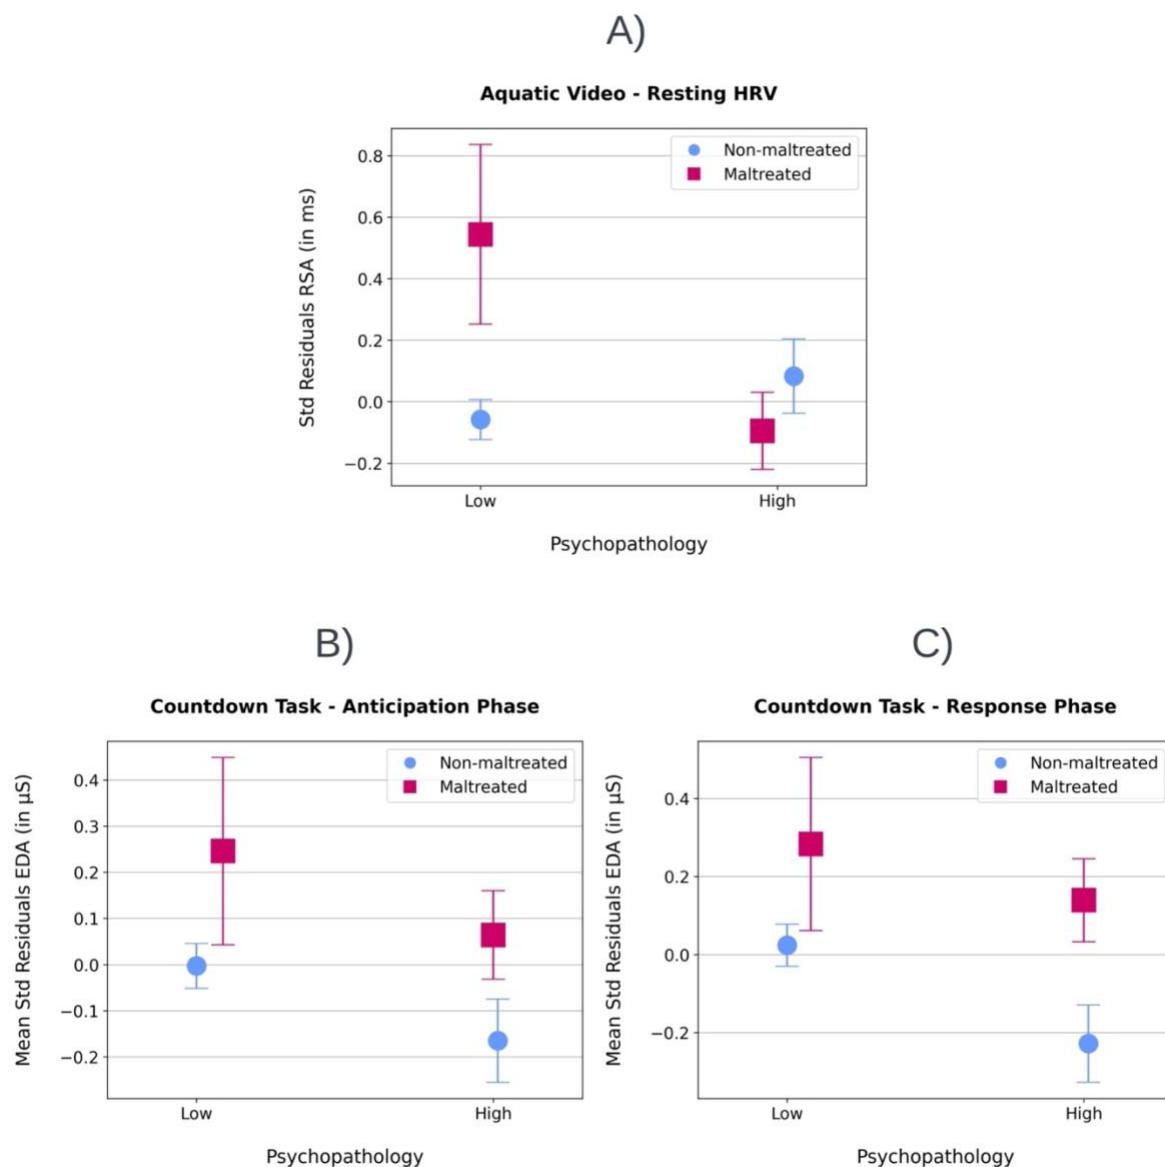 A)
Aquatic Video - Resting HRV
Std Residuals RSA (in ms)
0.8
0.6
0.4
0.2
0.0
−0.2
Non-maltreated
Maltreated
Low
High
Psychopathology
B)
Countdown Task - Anticipation Phase
Mean Std Residuals EDA (in µS)
0.4
0.3
0.2
0.1
0.0
−0.1
−0.2
Non-maltreated
Maltreated
Low
High
Psychopathology
C)
Countdown Task - Response Phase
Mean Std Residuals EDA (in µS)
0.4
0.2
0.0
−0.2
Non-maltreated
Maltreated
Low
High
Psychopathology